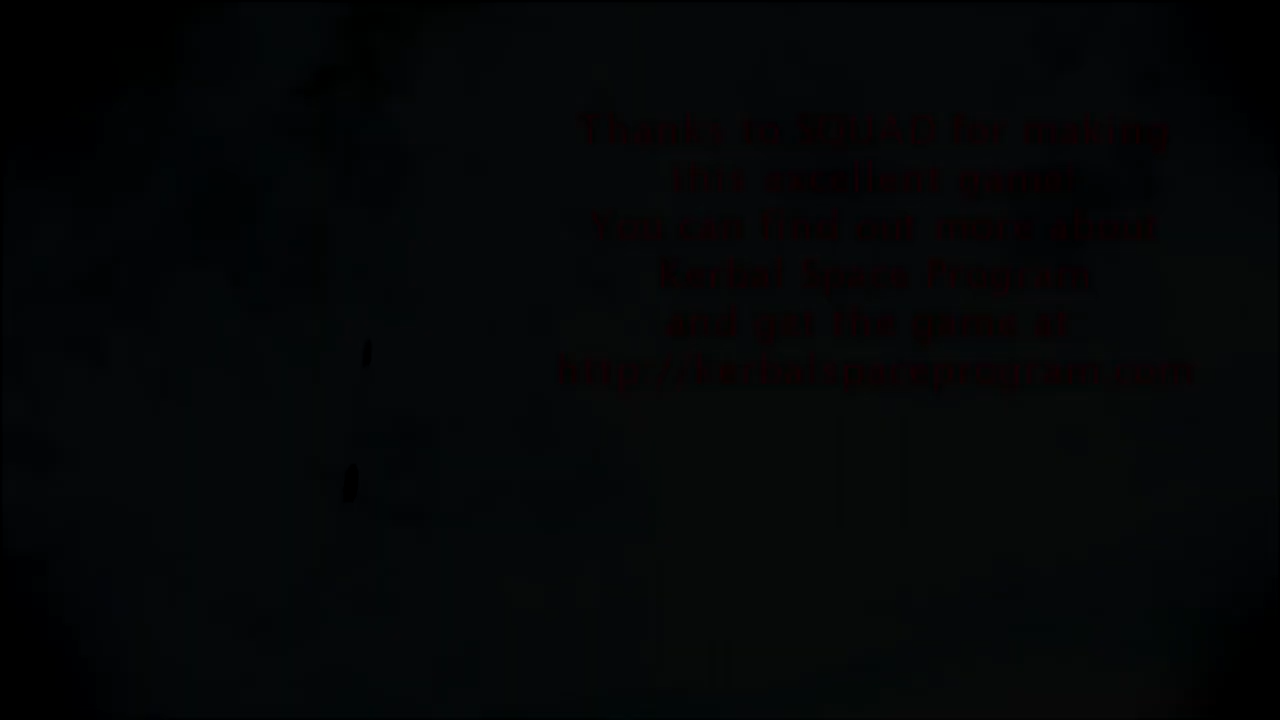 Thanks to SQUAD for making
this excellent game!
You can find out more about
Kerbal Space Program
and get the game at
http://kerbalspaceprogram.com